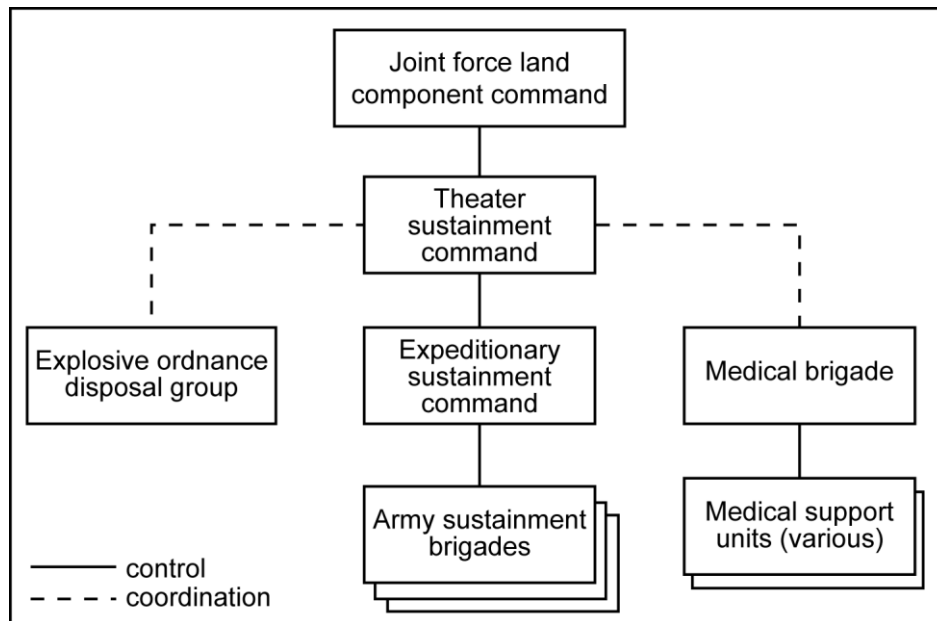 Joint force land
component command
Theater
sustainment
command
Explosive ordnance
disposal group
Expeditionary
sustainment
command
Medical brigade
Army sustainment
brigades
Medical support
units (various)
control
coordination